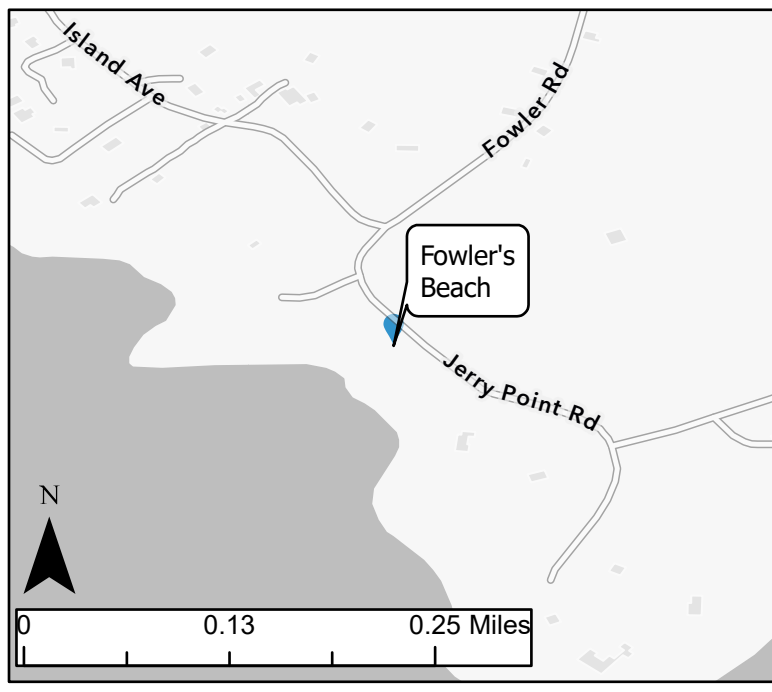 Island Ave
Fowler Rd
Fowler's
Beach
Jerry Point Rd
N
0 0.13 0.25 Miles